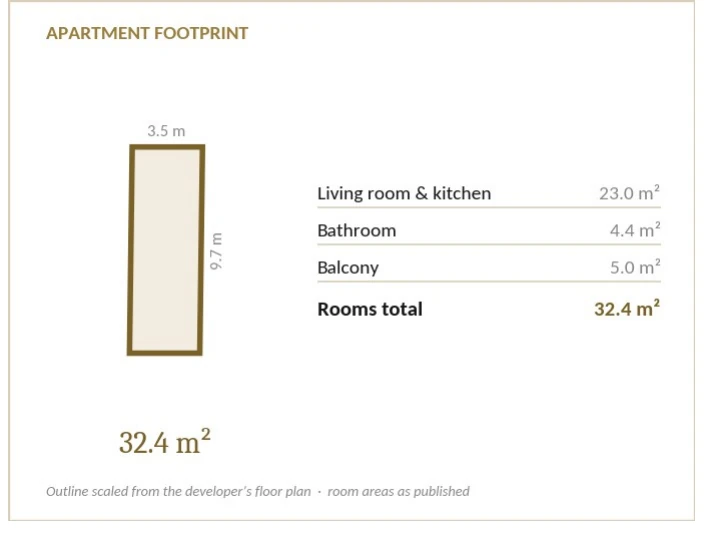 APARTMENT FOOTPRINT
3.5 m
9.7 m
Living room & kitchen 23.0 m²
Bathroom 4.4 m²
Balcony 5.0 m²
Rooms total 32.4 m²
32.4 m²
Outline scaled from the developer's floor plan · room areas as published